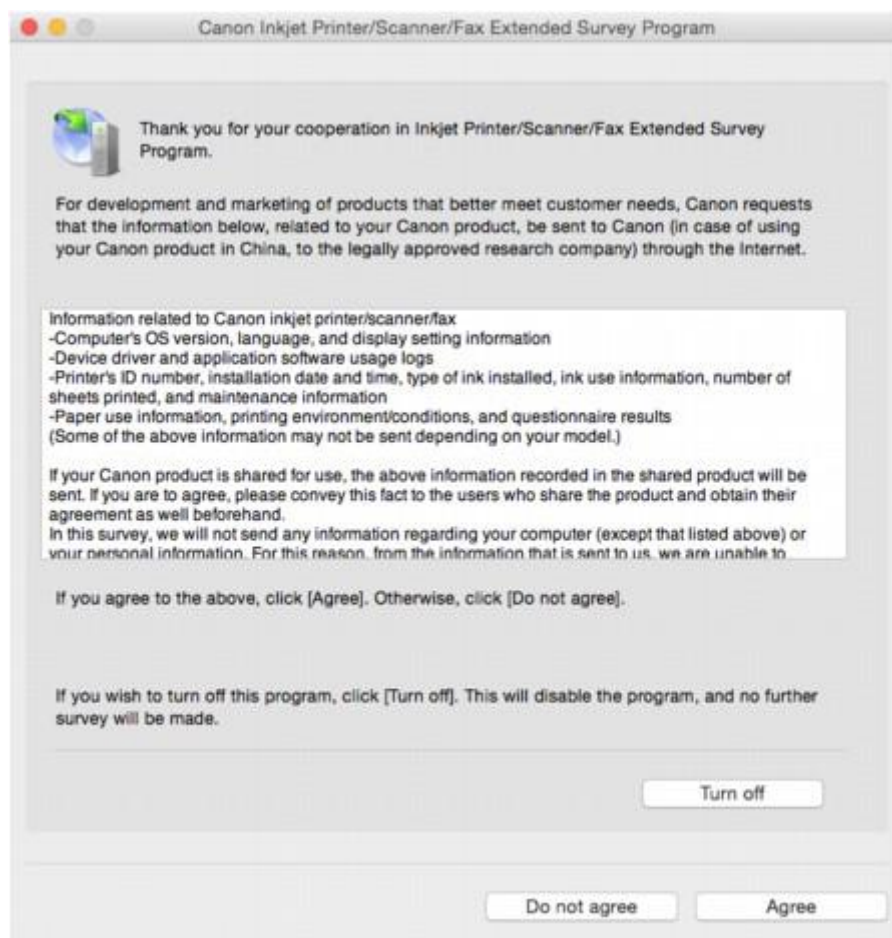 Canon Inkjet Printer/Scanner/Fax Extended Survey Program
Thank you for your cooperation in Inkjet Printer/Scanner/Fax Extended Survey
Program.
For development and marketing of products that better meet customer needs, Canon requests
that the information below, related to your Canon product, be sent to Canon (in case of using
your Canon product in China, to the legally approved research company) through the Internet.
Information related to Canon inkjet printer/scanner/fax
-Computer's OS version, language, and display setting information
-Device driver and application software usage logs
-Printer's ID number, installation date and time, type of ink installed, ink use information, number of
sheets printed, and maintenance information
-Paper use information, printing environment/conditions, and questionnaire results
(Some of the above information may not be sent depending on your model.)
If your Canon product is shared for use, the above information recorded in the shared product will be
sent. If you are to agree, please convey this fact to the users who share the product and obtain their
agreement as well beforehand.
In this survey, we will not send any information regarding your computer (except that listed above) or
your personal information. For this reason, from the information that is sent to us, we are unable to
If you agree to the above, click [Agree]. Otherwise, click [Do not agree].
If you wish to turn off this program, click [Turn off]. This will disable the program, and no further
survey will be made.
Turn off
Do not agree
Agree